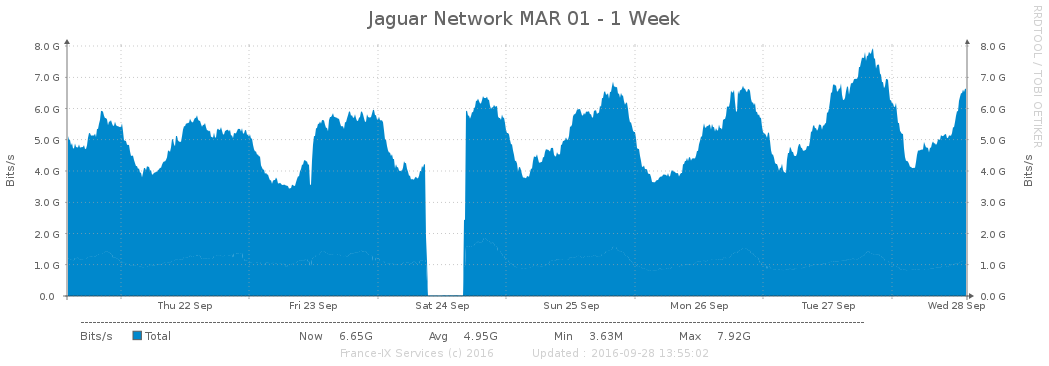 Jaguar Network MAR 01 - 1 Week
RRDTOOL / TOBI OETIKER
Bits/s
8.0 G 8.0 G
7.0 G 7.0 G
6.0 G 6.0 G
5.0 G 5.0 G
4.0 G 4.0 G
3.0 G 3.0 G
2.0 G 2.0 G
1.0 G 1.0 G
0.0 0.0 G
Bits/s
Thu 22 Sep Fri 23 Sep Sat 24 Sep Sun 25 Sep Mon 26 Sep Tue 27 Sep Wed 28 Sep
Bits/s Total Now 6.65G Avg 4.95G Min 3.63M Max 7.92G
France-IX Services (c) 2016 Updated : 2016-09-28 13:55:02